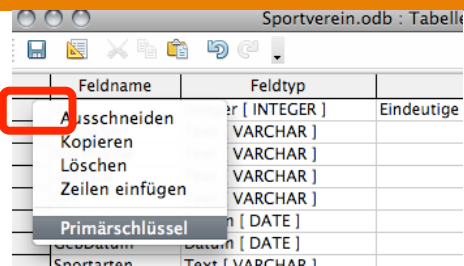 Sportverein.odb : Tabelle
Feldname Feldtyp
[ INTEGER ] Eindeutige
Ausschneiden
[ VARCHAR ]
Kopieren
VARCHAR ]
Löschen
VARCHAR ]
Zeilen einfügen
VARCHAR ]
Primärschlüssel
[ DATE ]
GebDatum Datum [ DATE ]
Sportarten Text [ VARCHAR ]